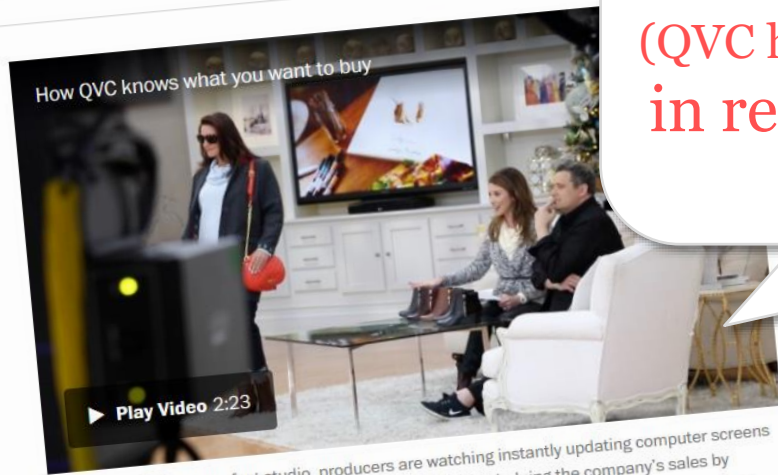 How QVC knows what you want to buy
(QVC h
in re
Play Video 2:23
studio, producers are watching instantly updating computer screens
the company's sales by